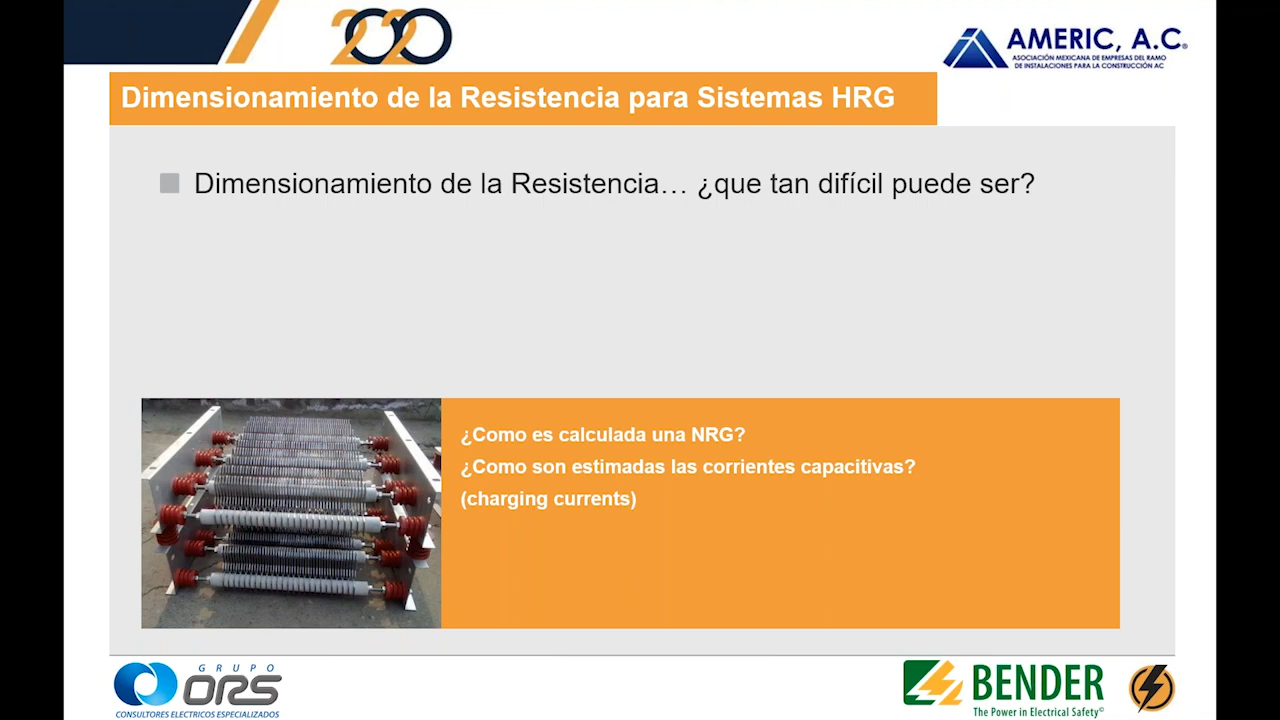 2020
AMERIC, A.C.®
ASOCIACIÓN MEXICANA DE EMPRESAS DEL RAMO
DE INSTALACIONES PARA LA CONSTRUCCIÓN AC
Dimensionamiento de la Resistencia para Sistemas HRG
Dimensionamiento de la Resistencia… ¿que tan difícil puede ser?
¿Como es calculada una NRG?
¿Como son estimadas las corrientes capacitivas?
(charging currents)
GRUPO
ORS
CONSULTORES ELECTRICOS ESPECIALIZADOS
BENDER
The Power in Electrical Safety©